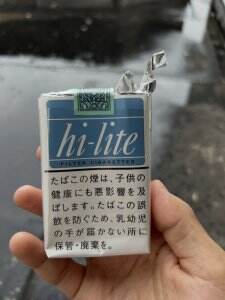 hi-lite
FILTER CIGARETTES
たばこの煙は、子供の
健康にも悪影響を及
ぼします。たばこの誤
飲を防ぐため、乳幼児
の手が届かない所に
保管・廃棄を。